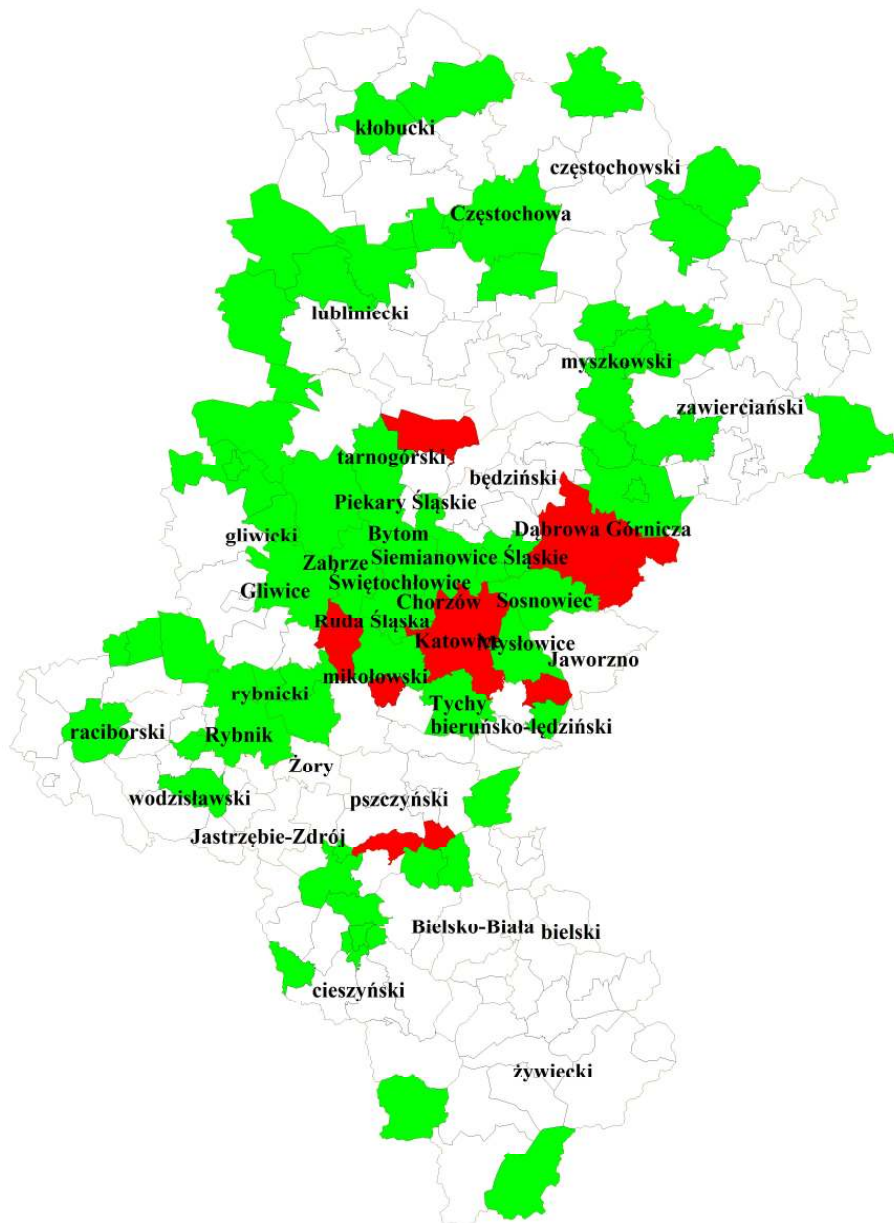 kłobucki
częstochowski
Częstochowa
lubliniecki
myszkowski
zawierciański
tarnogórski
będziński
Piekary Śląskie
Dąbrowa Górnicza
gliwicki
Bytom
Siemianowice Śląskie
Zabrze
Świętochłowice
Gliwice
Chorzów
Sosnowiec
Ruda Śląska
Katowice
Mysłowice
Jaworzno
mikołowski
rybnicki
Tychy
bieruńsko-lędziński
raciborski
Rybnik
Żory
wodzisławski
pszczyński
Jastrzębie-Zdrój
Bielsko-Biała
bielski
cieszyński
żywiecki